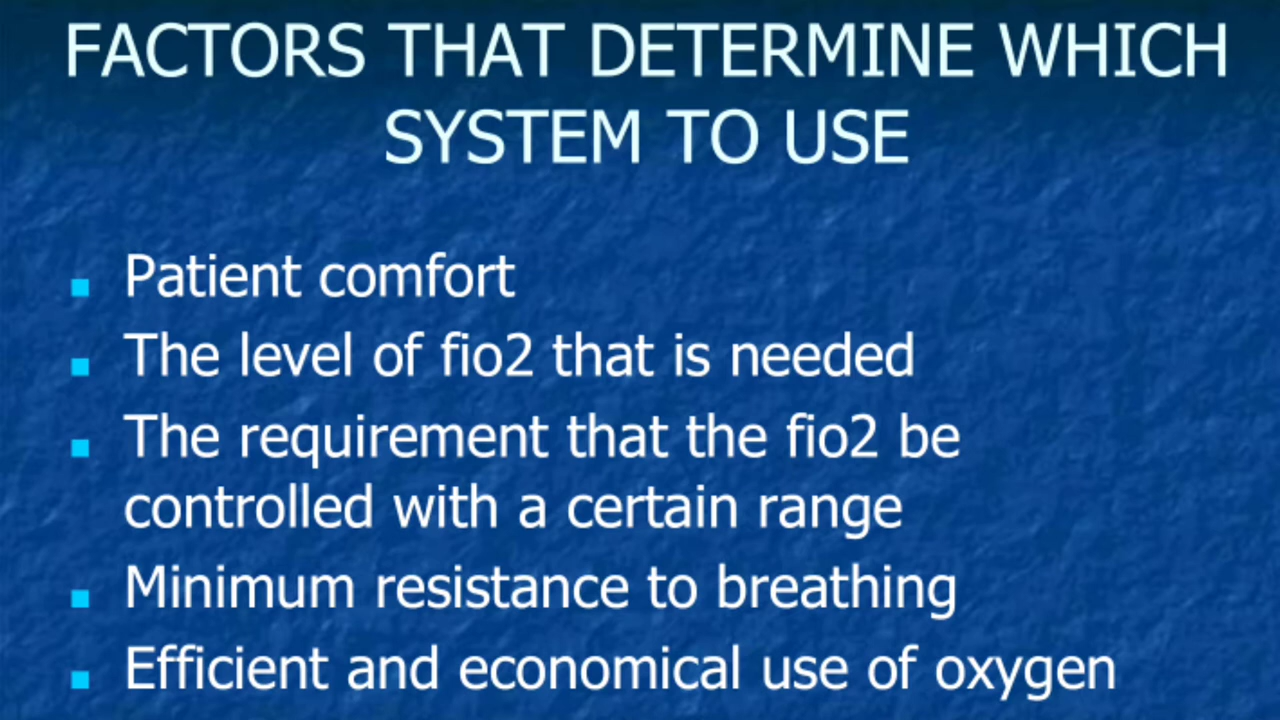 FACTORS THAT DETERMINE WHICH
SYSTEM TO USE
Patient comfort
The level of fio2 that is needed
The requirement that the fio2 be
controlled with a certain range
Minimum resistance to breathing
Efficient and economical use of oxygen